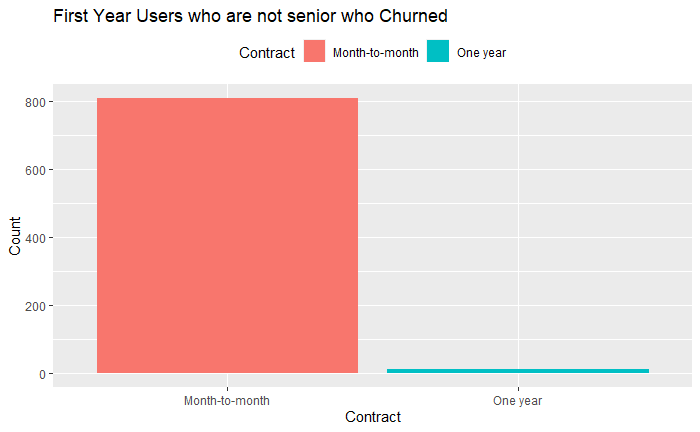 First Year Users who are not senior who Churned
Contract Month-to-month One year
800
600
400
200
0
Count
Month-to-month One year
Contract